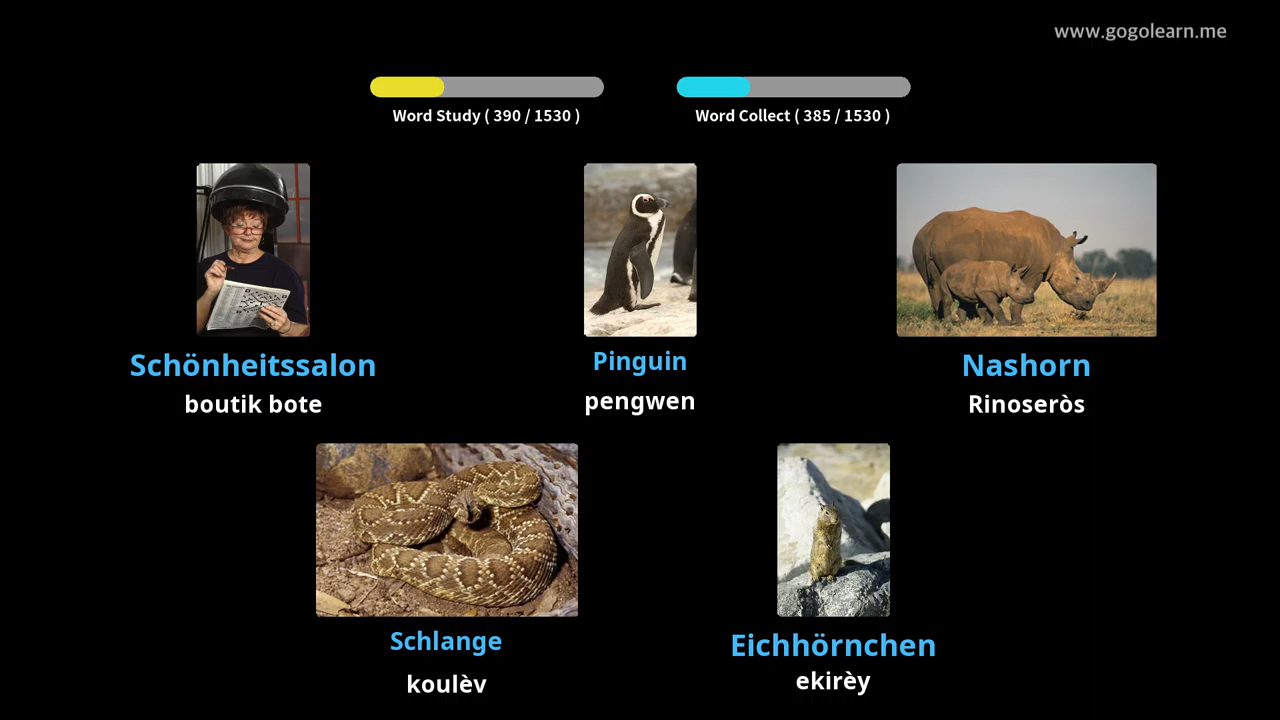 www.gogolearn.me
Word Study ( 390 / 1530 )
Word Collect ( 385 / 1530 )
Schönheitssalon
boutik bote
Pinguin
pengwen
Nashorn
Rinoseròs
Schlange
koulèv
Eichhörnchen
ekirèy